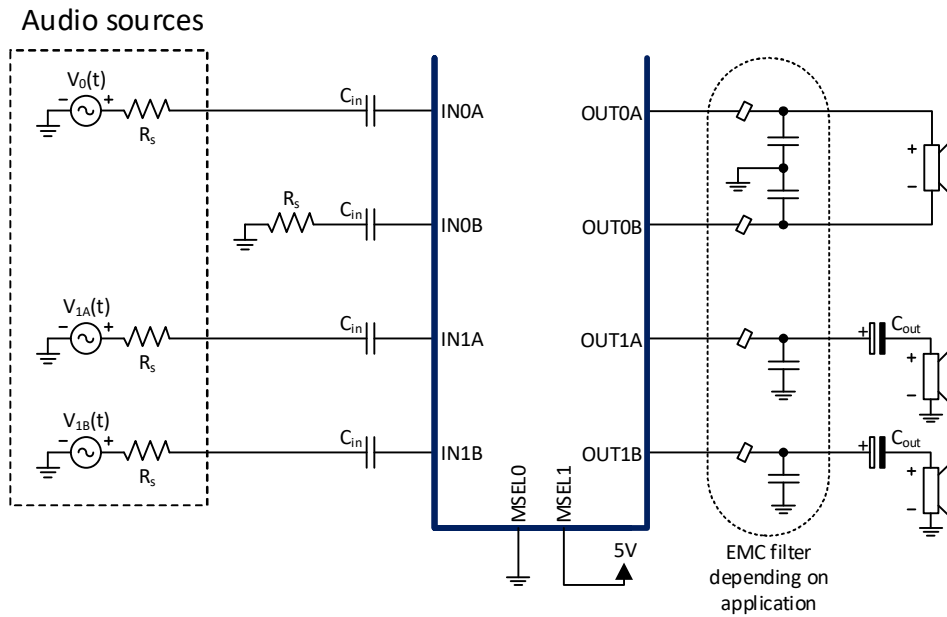 Audio sources
V0(t)
- +
Rs
Cin
IN0A
OUT0A
+
-
Rs
Cin
IN0B
OUT0B
V1A(t)
- +
Rs
Cin
IN1A
OUT1A
+
Cout
+
-
V1B(t)
- +
Rs
Cin
IN1B
OUT1B
+
Cout
+
-
MSEL0
MSEL1
5V
EMC filter
depending on
application